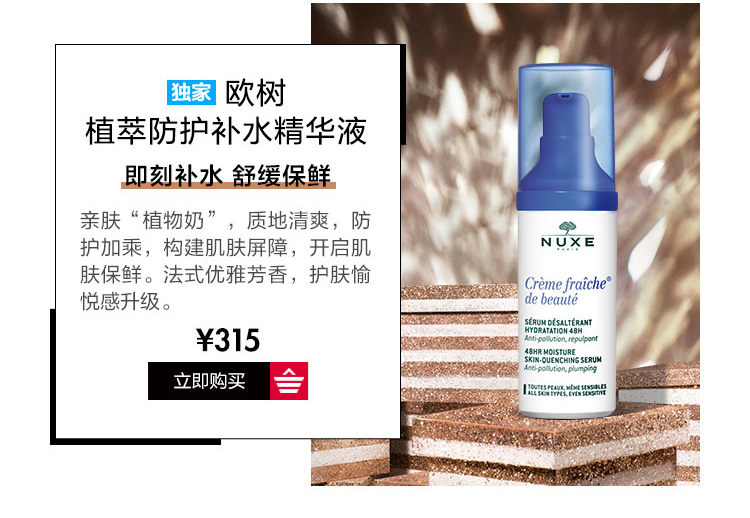 独家 欧树
植萃防护补水精华液
即刻补水 舒缓保鲜
亲肤“植物奶”，质地清爽，防
护加乘，构建肌肤屏障，开启肌
肤保鲜。法式优雅芳香，护肤愉
悦感升级。
¥315
立即购买
NUXE
PARIS
Crème fraîche®
de beauté
SÉRUM DÉSALTÉRANT
HYDRATATION 48H
Anti-pollution, repulpant
48HR MOISTURE
SKIN-QUENCHING SERUM
Anti-pollution, plumping
TOUTES PEAUX, MÊME SENSIBLES
ALL SKIN TYPES, EVEN SENSITIVE